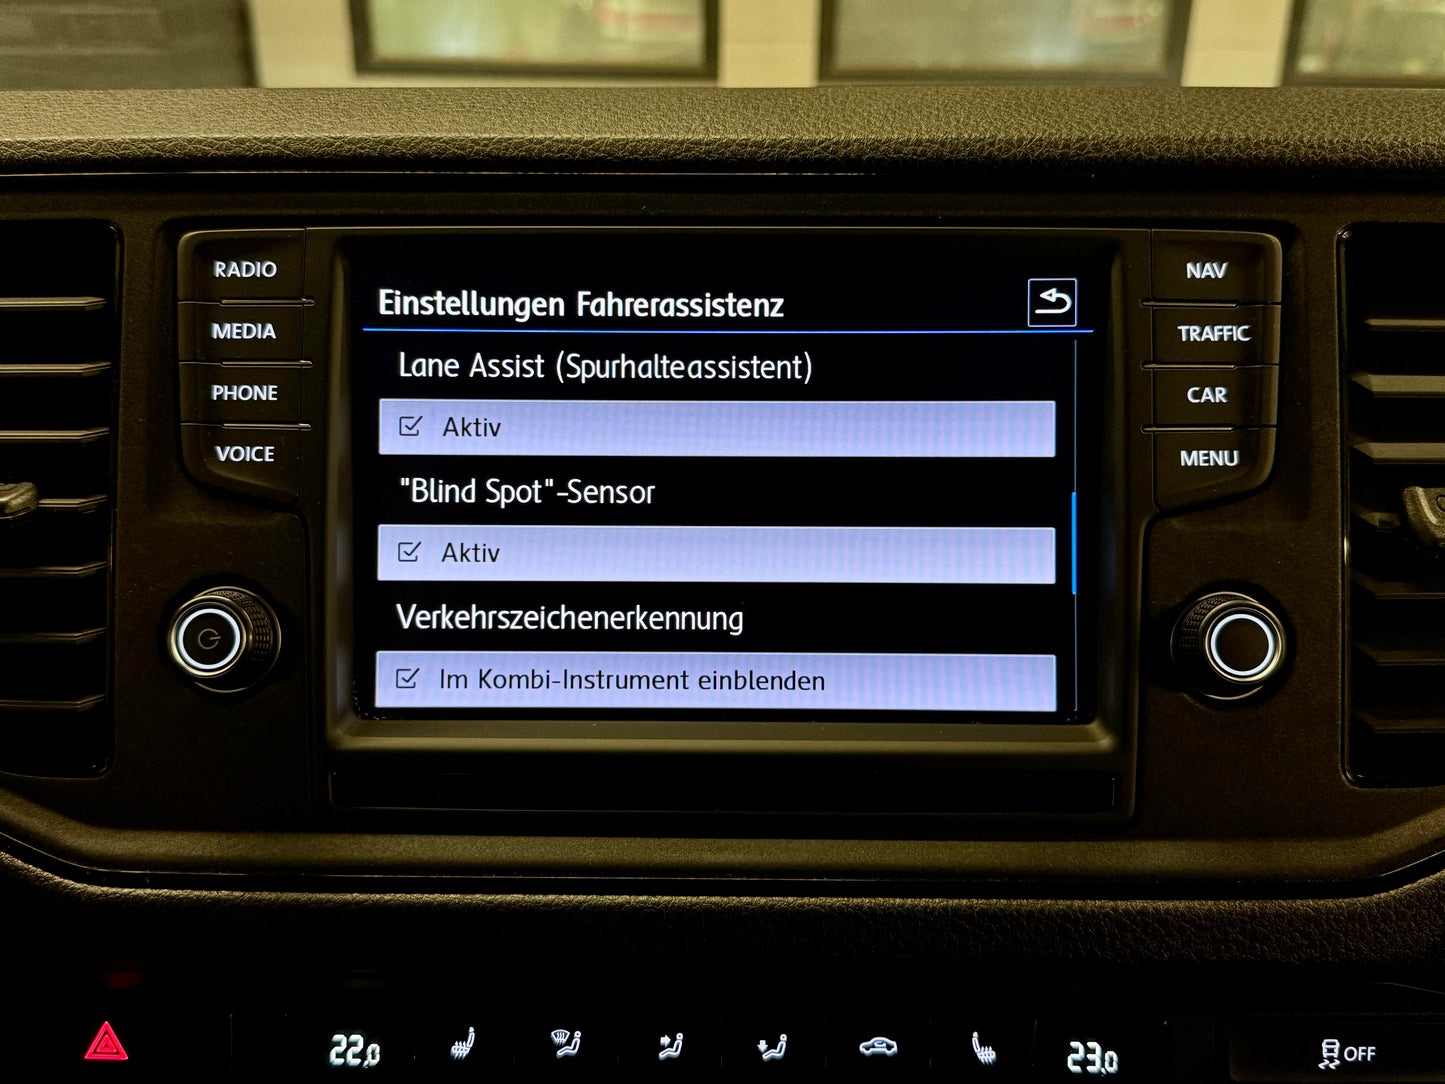 RADIO
MEDIA
PHONE
VOICE
Einstellungen Fahrerassistenz
Lane Assist (Spurhalteassistent)
Aktiv
"Blind Spot"-Sensor
Aktiv
Verkehrszeichenerkennung
Im Kombi-Instrument einblenden
NAV
TRAFFIC
CAR
MENU
22,0
23,0
OFF